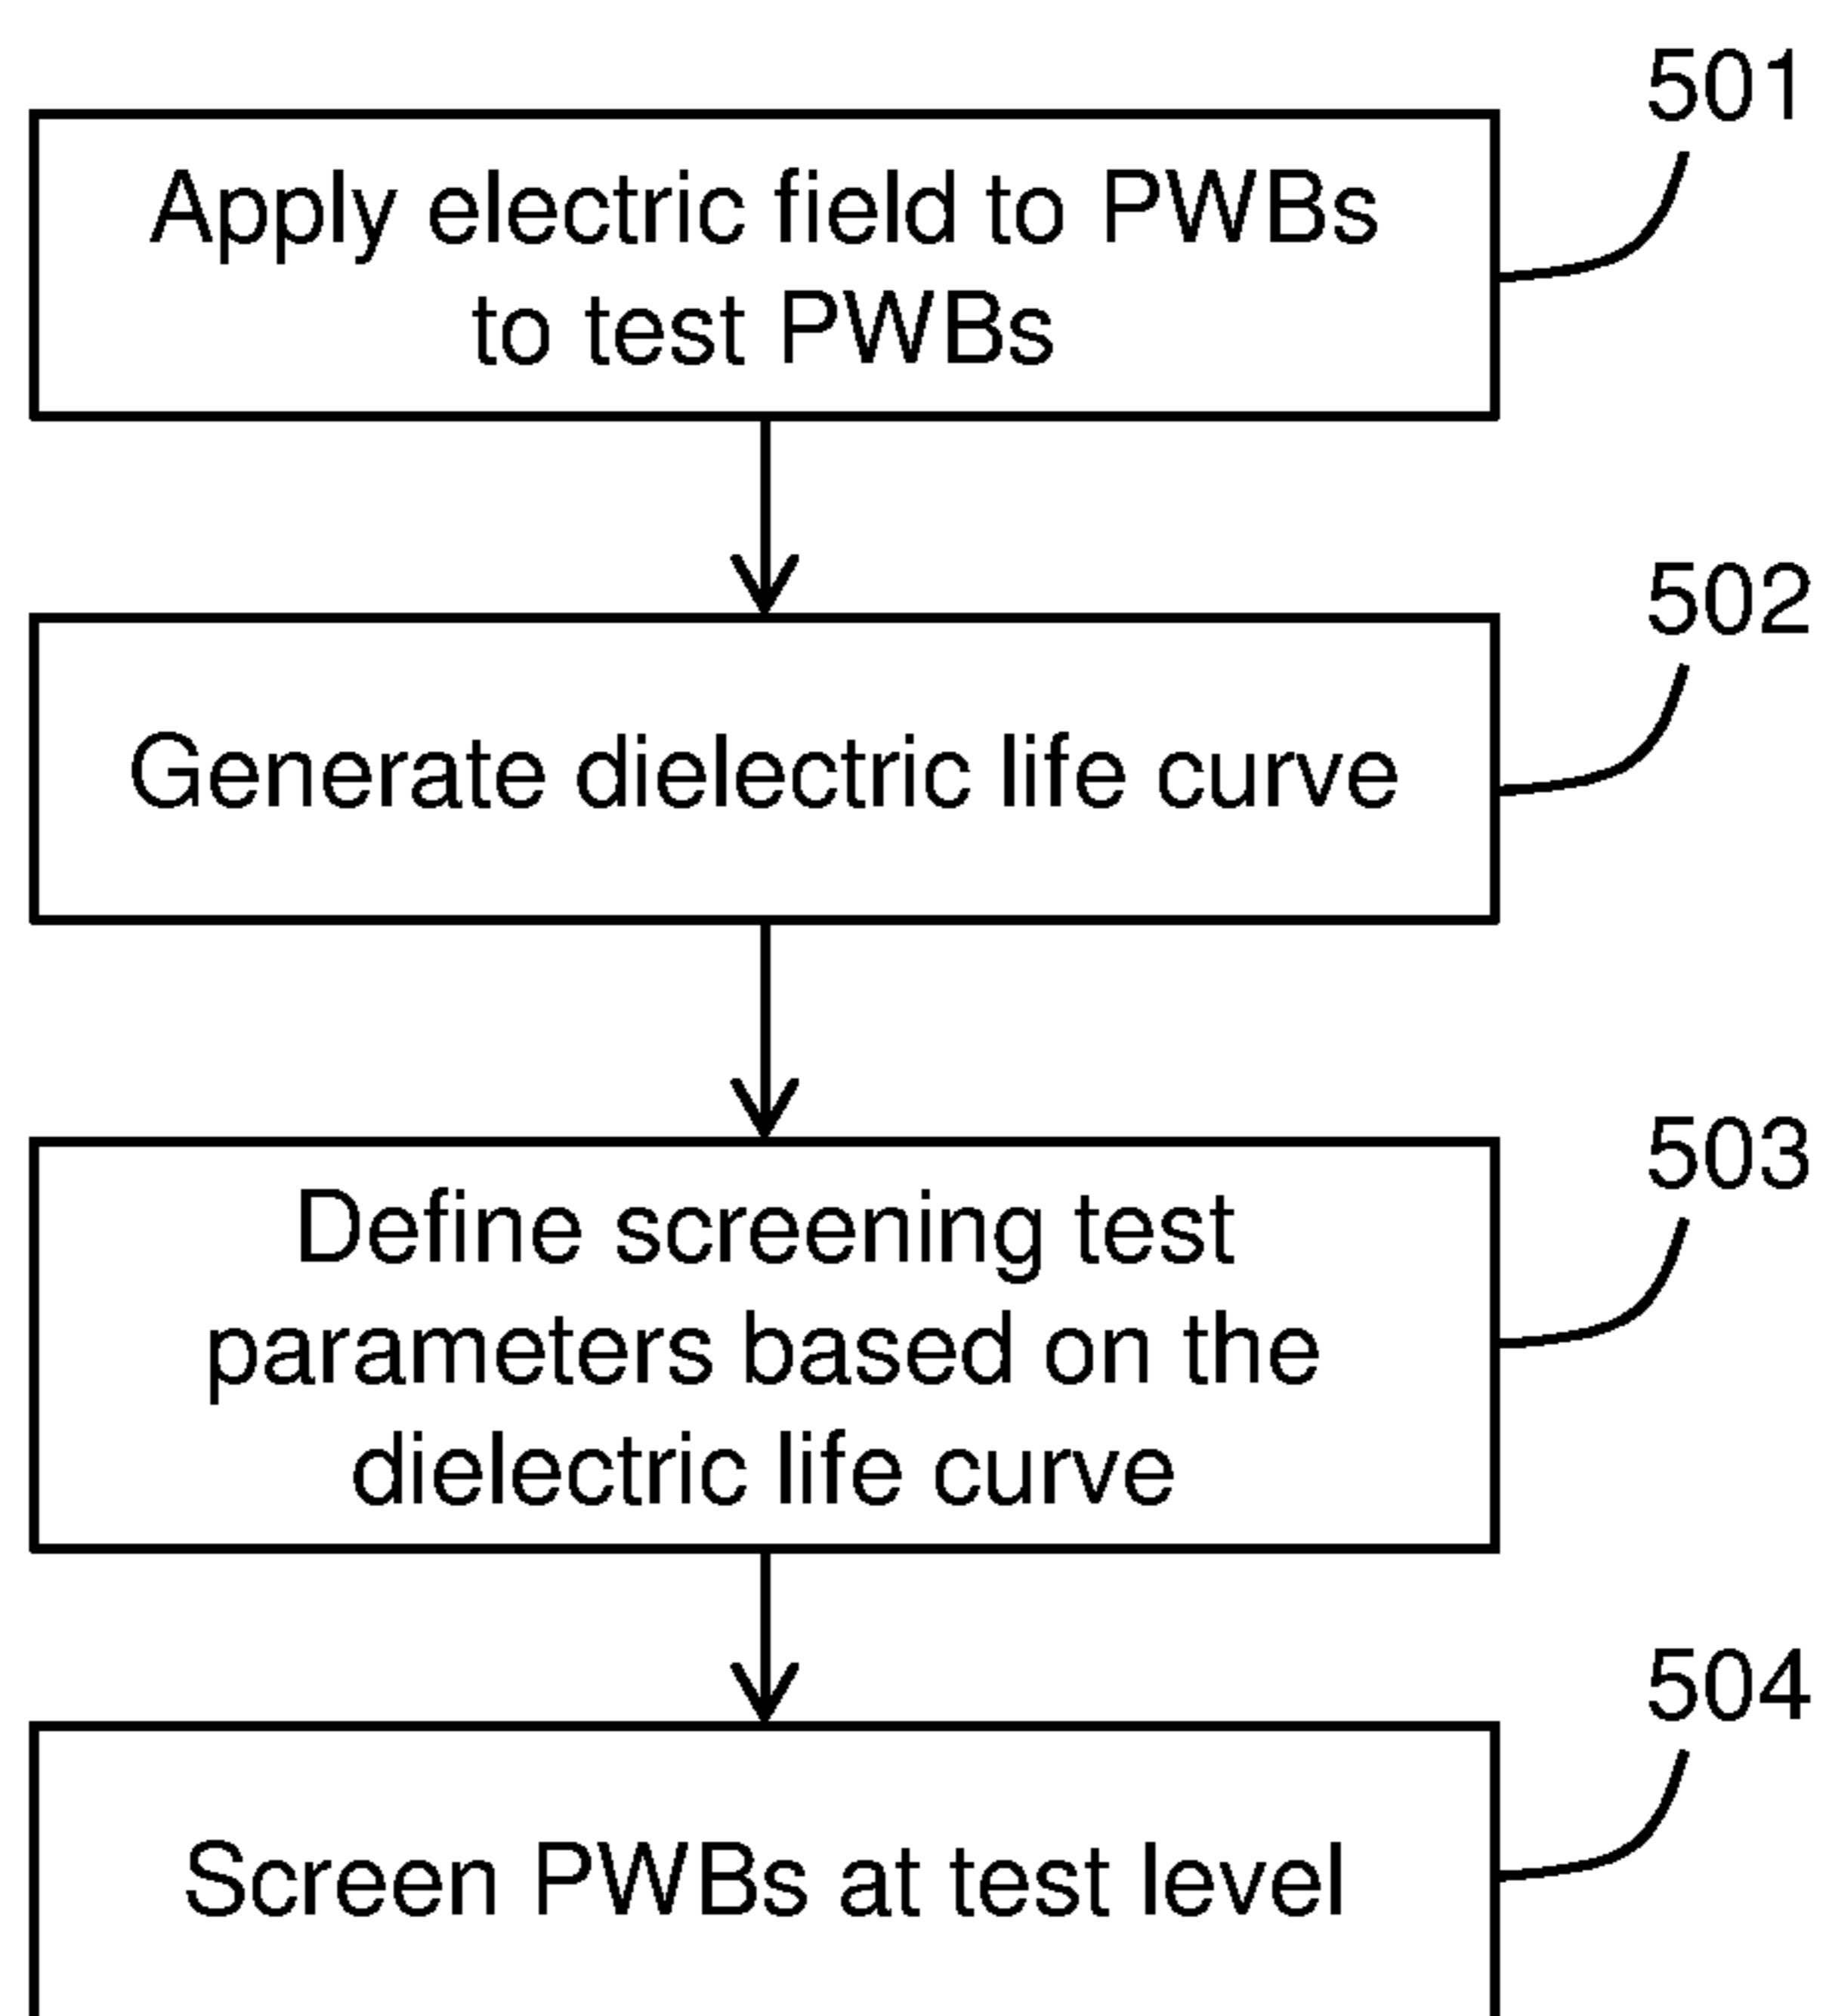 501
Apply electric field to PWBs
to test PWBs
502
Generate dielectric life curve
503
Define screening test
parameters based on the
dielectric life curve
504
Screen PWBs at test level